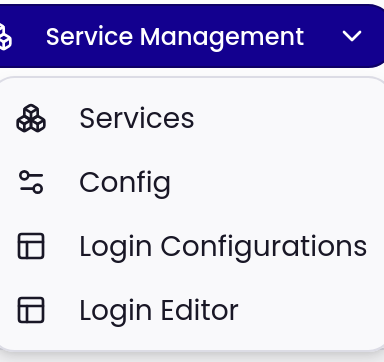 Service Management
Services
Config
Login Configurations
Login Editor